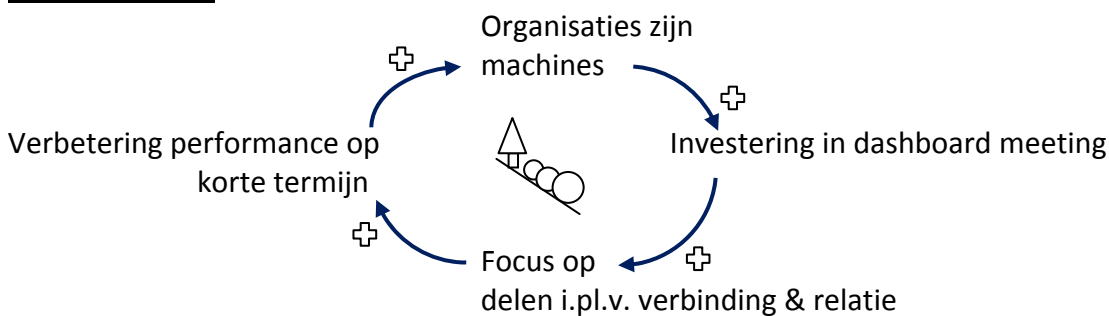 Organisaties zijn
machines
Investering in dashboard meeting
Focus op
delen i.pl.v. verbinding & relatie
Verbetering performance op
korte termijn